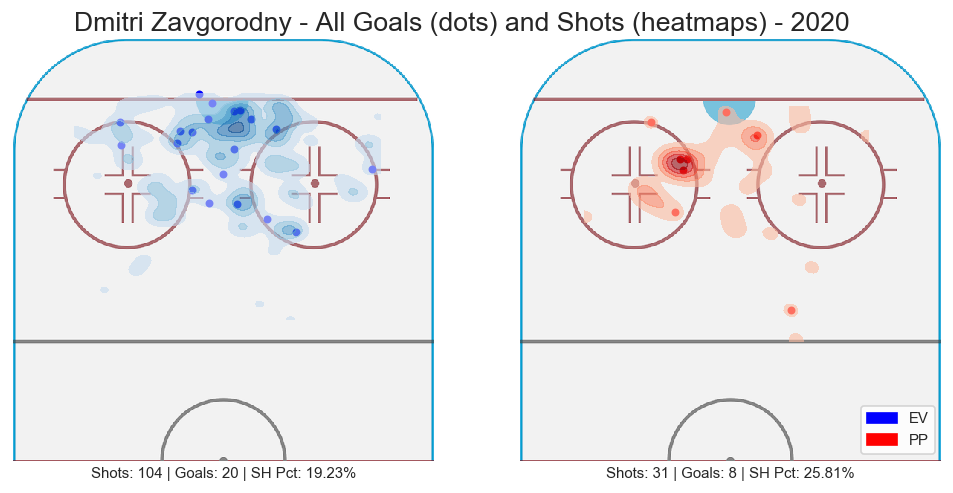 Dmitri Zavgorodny - All Goals (dots) and Shots (heatmaps) - 2020
EV
PP
Shots: 104 | Goals: 20 | SH Pct: 19.23%
Shots: 31 | Goals: 8 | SH Pct: 25.81%